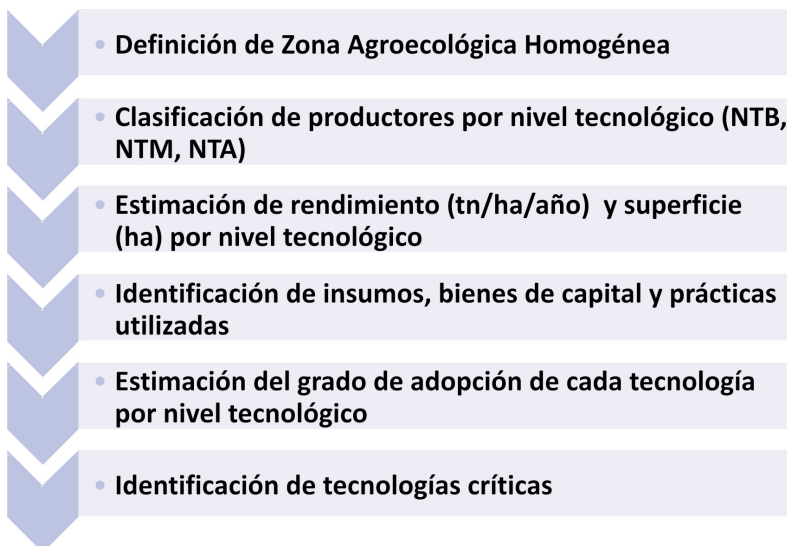 Definición de Zona Agroecológica Homogénea
Clasificación de productores por nivel tecnológico (NTB,
NTM, NTA)
Estimación de rendimiento (tn/ha/año) y superficie
(ha) por nivel tecnológico
Identificación de insumos, bienes de capital y prácticas
utilizadas
Estimación del grado de adopción de cada tecnología
por nivel tecnológico
Identificación de tecnologías críticas